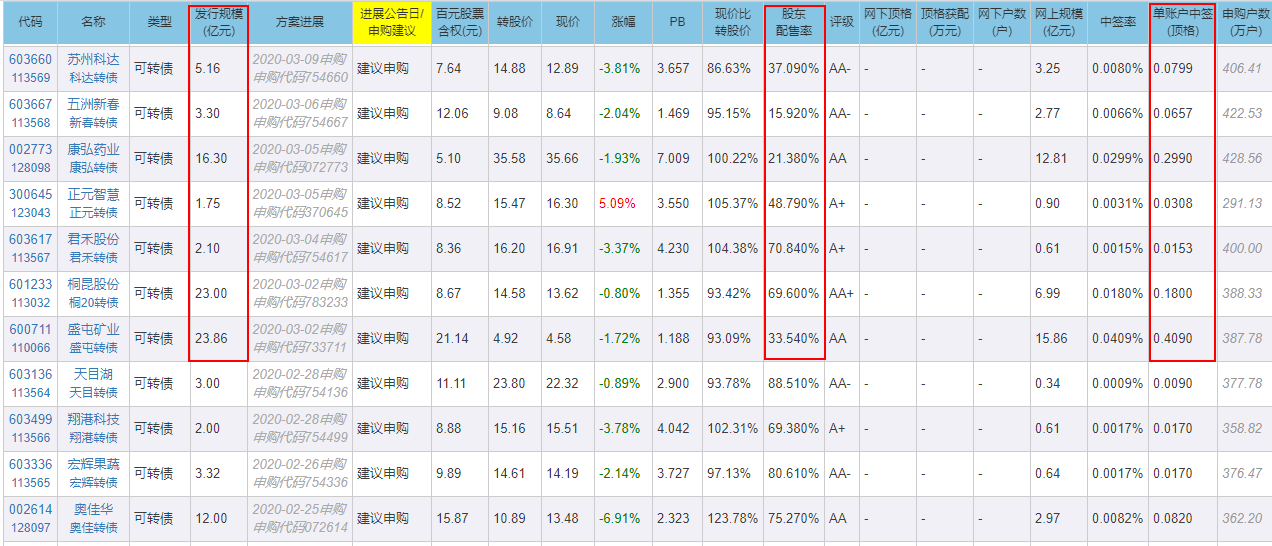 代码 名称 类型 发行规模(亿元) 方案进展 进展公告日/申购建议 百元股票含权(元) 转股价 现价 涨幅 PB 现价比转股价 股东配售率 评级 网下顶格(亿元) 顶格获配(万元) 网下户数(户) 网上规模(亿元) 中签率 单账户中签(顶格) 申购户数(万户)
603660 苏州科达 可转债 5.16 2020-03-09申购 建议申购 7.64 14.88 12.89 -3.81% 3.657 86.63% 37.090% AA- - - - 3.25 0.0080% 0.0799 406.41
113569 科达转债 申购代码754660
603667 五洲新春 可转债 3.30 2020-03-06申购 建议申购 12.06 9.08 8.64 -2.04% 1.469 95.15% 15.920% AA- - - - 2.77 0.0066% 0.0657 422.53
113568 新春转债 申购代码754667
002773 康弘药业 可转债 16.30 2020-03-05申购 建议申购 5.10 35.58 35.66 -1.93% 7.009 100.22% 21.380% AA - - - 12.81 0.0299% 0.2990 428.56
128098 康弘转债 申购代码072773
300645 正元智慧 可转债 1.75 2020-03-05申购 建议申购 8.52 15.47 16.30 5.09% 3.550 105.37% 48.790% A+ - - - 0.90 0.0031% 0.0308 291.13
123043 正元转债 申购代码370645
603617 君禾股份 可转债 2.10 2020-03-04申购 建议申购 8.36 16.20 16.91 -3.37% 4.230 104.38% 70.840% A+ - - - 0.61 0.0015% 0.0153 400.00
113567 君禾转债 申购代码754617
601233 桐昆股份 可转债 23.00 2020-03-02申购 建议申购 8.67 14.58 13.62 -0.80% 1.355 93.42% 69.600% AA+ - - - 6.99 0.0180% 0.1800 388.33
113032 桐20转债 申购代码783233
600711 盛屯矿业 可转债 23.86 2020-03-02申购 建议申购 21.14 4.92 4.58 -1.72% 1.188 93.09% 33.540% AA - - - 15.86 0.0409% 0.4090 387.78
110066 盛屯转债 申购代码733711
603136 天目湖 可转债 3.00 2020-02-28申购 建议申购 11.11 23.80 22.32 -0.89% 2.900 93.78% 88.510% AA- - - - 0.34 0.0009% 0.0090 377.78
113564 天目转债 申购代码754136
603499 翔港科技 可转债 2.00 2020-02-28申购 建议申购 8.88 15.16 15.51 -3.78% 4.042 102.31% 69.380% A+ - - - 0.61 0.0017% 0.0170 358.82
113566 翔港转债 申购代码754499
603336 宏辉果蔬 可转债 3.32 2020-02-26申购 建议申购 9.89 14.61 14.19 -2.14% 3.727 97.13% 80.610% AA- - - - 0.64 0.0017% 0.0170 376.47
113565 宏辉转债 申购代码754336
002614 奥佳华 可转债 12.00 2020-02-25申购 建议申购 15.87 10.89 13.48 -6.91% 2.323 123.78% 75.270% AA - - - 2.97 0.0082% 0.0820 362.20
128097 奥佳转债 申购代码072614